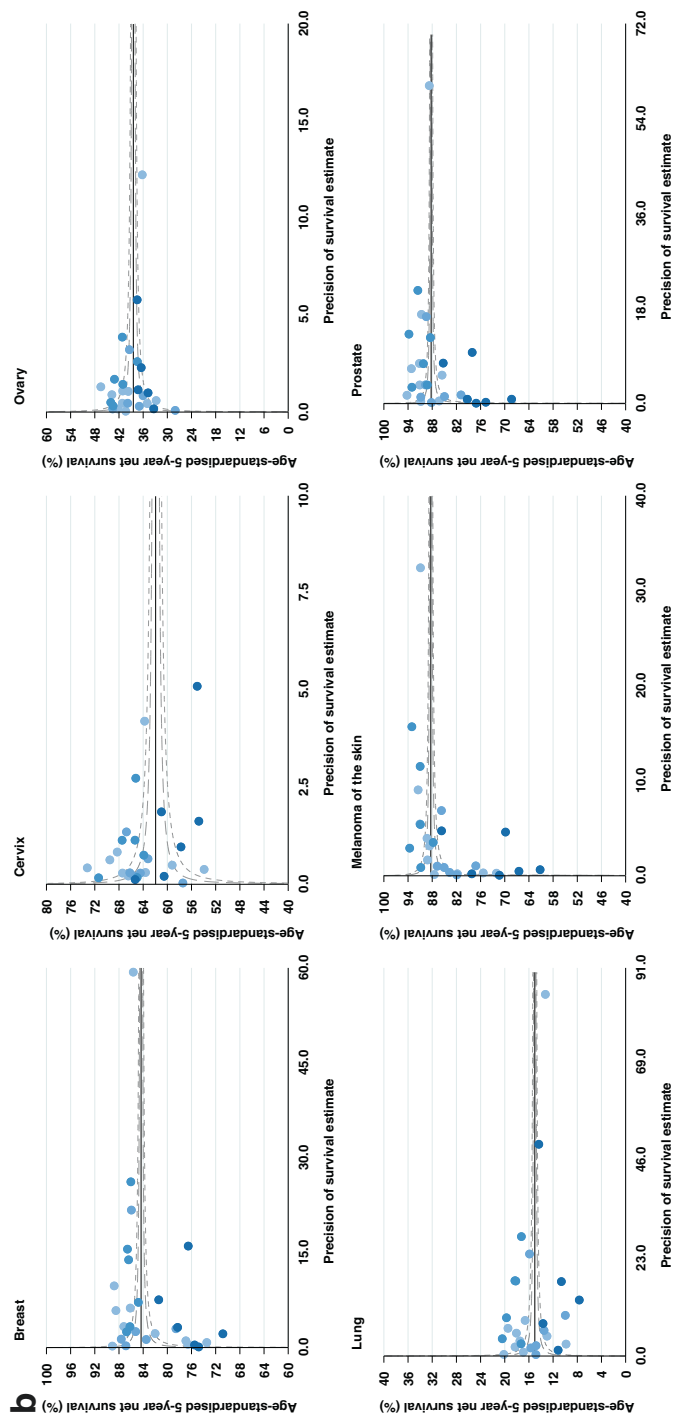 b
Breast
Age-standardised 5-year net survival (%)
100
96
92
88
84
80
76
72
68
64
60
0.0 15.0 30.0 45.0 60.0
Precision of survival estimate
Cervix
Age-standardised 5-year net survival (%)
80
76
72
68
64
60
56
52
48
44
40
0.0 2.5 5.0 7.5 10.0
Precision of survival estimate
Ovary
Age-standardised 5-year net survival (%)
60
54
48
42
36
30
24
18
12
6
0
0.0 5.0 10.0 15.0 20.0
Precision of survival estimate
Lung
Age-standardised 5-year net survival (%)
40
36
32
28
24
20
16
12
8
4
0
0.0 23.0 46.0 69.0 91.0
Precision of survival estimate
Melanoma of the skin
Age-standardised 5-year net survival (%)
100
94
88
82
76
70
64
58
52
46
40
0.0 10.0 20.0 30.0 40.0
Precision of survival estimate
Prostate
Age-standardised 5-year net survival (%)
100
94
88
82
76
70
64
58
52
46
40
0.0 18.0 36.0 54.0 72.0
Precision of survival estimate